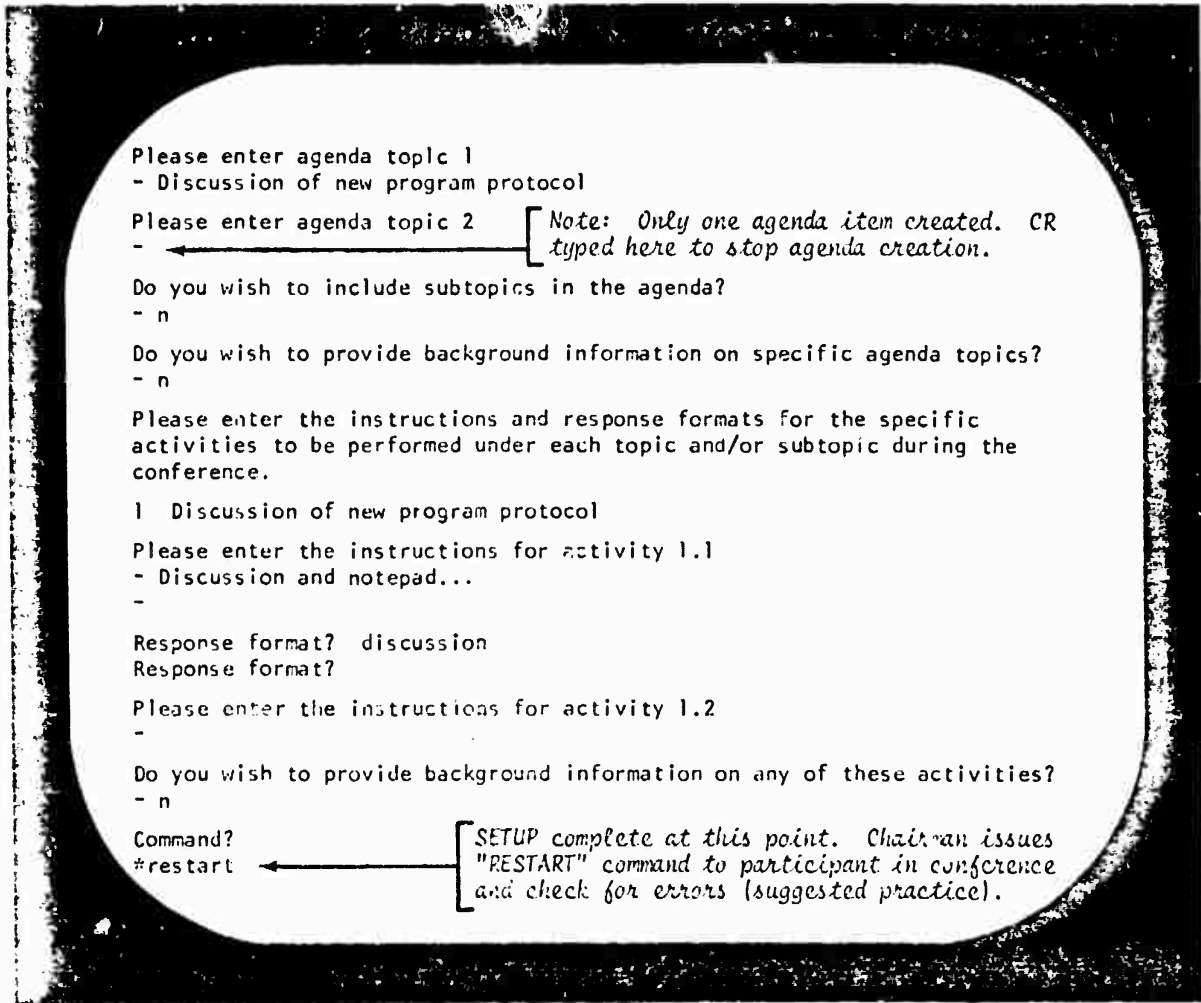 Please enter agenda topic 1
- Discussion of new program protocol
Please enter agenda topic 2
-
Note: Only one agenda item created. CR
typed here to stop agenda creation.
Do you wish to include subtopics in the agenda?
- n
Do you wish to provide background information on specific agenda topics?
- n
Please enter the instructions and response formats for the specific
activities to be performed under each topic and/or subtopic during the
conference.
1 Discussion of new program protocol
Please enter the instructions for activity 1.1
- Discussion and notepad...
-
Response format? discussion
Response format?
Please enter the instructions for activity 1.2
-
Do you wish to provide background information on any of these activities?
- n
Command?
*restart
SETUP complete at this point. Chairman issues
"RESTART" command to participant in conference
and check for errors (suggested practice).